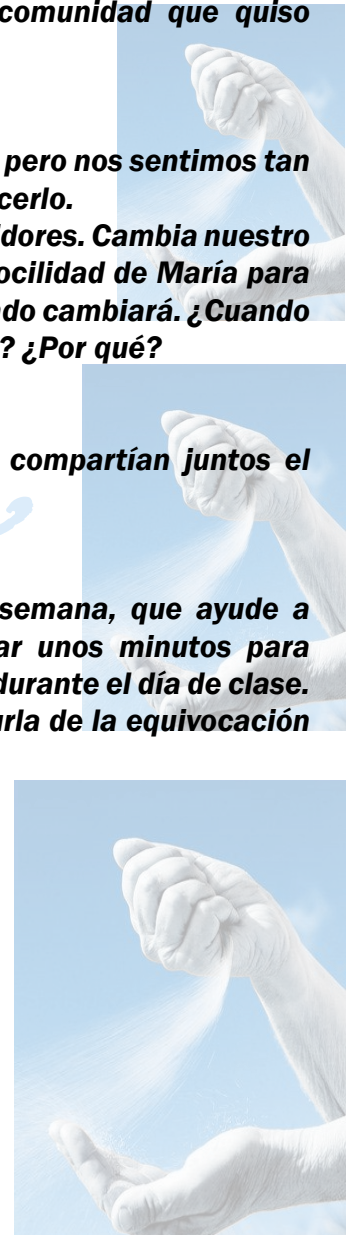 comunidad que quiso
pero nos sentimos tan
cerlo.
dores. Cambia nuestro
ocilidad de María para
ndo cambiará. ¿Cuando
? ¿Por qué?
compartían juntos el
semana, que ayude a
ar unos minutos para
durante el día de clase.
urla de la equivocación